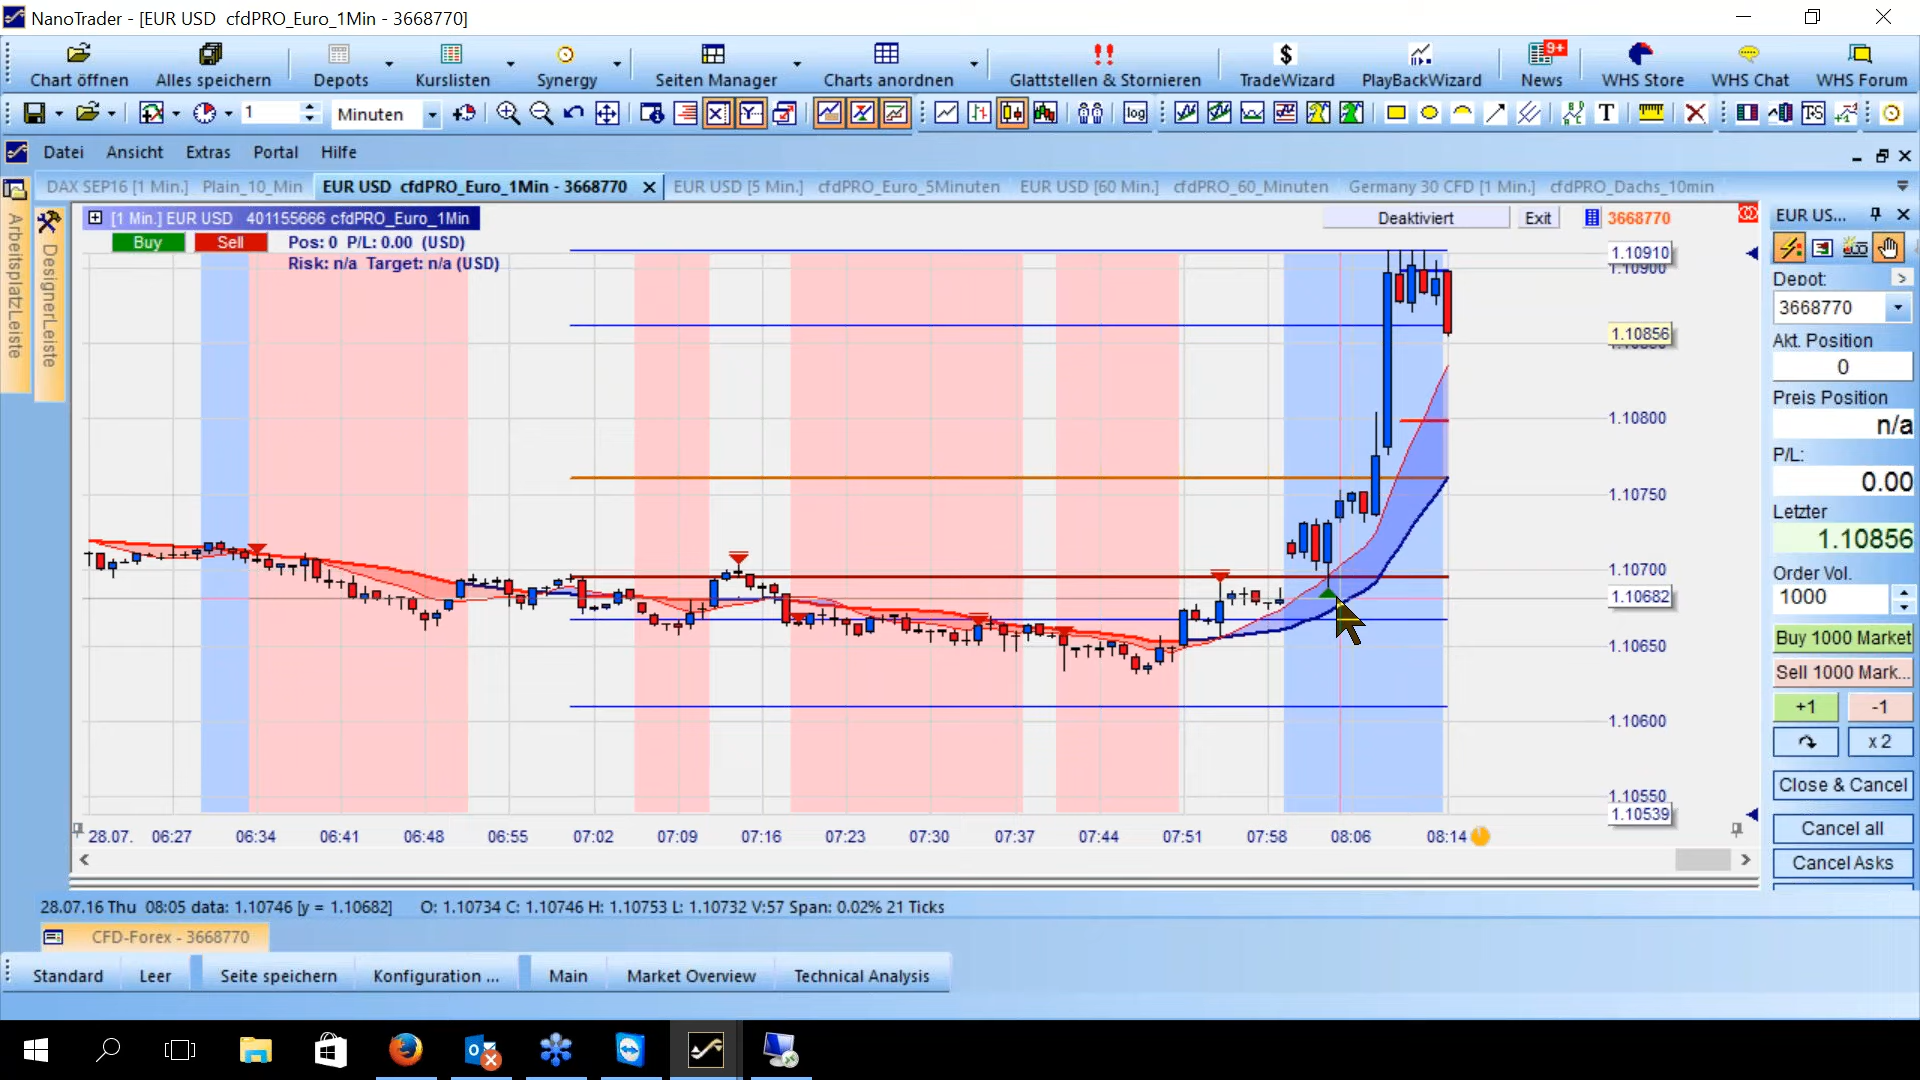 NanoTrader - [EUR USD cfdPRO_Euro_1Min - 3668770]
Chart öffnen
Alles speichern
Depots
Kurslisten
Synergy
Seiten Manager
Charts anordnen
Glattstellen & Stornieren
TradeWizard
PlayBackWizard
9+
News
WHS Store
WHS Chat
WHS Forum
1
Minuten
log
T
TS
Datei Ansicht Extras Portal Hilfe
DAX SEP16 [1 Min.] Plain_10_Min
EUR USD cfdPRO_Euro_1Min - 3668770
EUR USD [5 Min.] cfdPRO_Euro_5Minuten
EUR USD [60 Min.] cfdPRO_60_Minuten
Germany 30 CFD [1 Min.] cfdPRO_Dachs_10min
ArbeitsplatzLeiste
DesignerLeiste
[1 Min.] EUR USD 401155666 cfdPRO_Euro_1Min
Deaktiviert
Exit
3668770
Buy
Sell
Pos: 0 P/L: 0.00 (USD)
Risk: n/a Target: n/a (USD)
1.10910
1.10900
1.10856
1.10800
1.10750
1.10700
1.10682
1.10650
1.10600
1.10550
1.10539
28.07. 06:27 06:34 06:41 06:48 06:55 07:02 07:09 07:16 07:23 07:30 07:37 07:44 07:51 07:58 08:06 08:14
EUR US...
Depot:
3668770
Akt. Position
0
Preis Position
n/a
P/L:
0.00
Letzter
1.10856
Order Vol.
1000
Buy 1000 Market
Sell 1000 Mark...
+1
-1
x 2
Close & Cancel
Cancel all
Cancel Asks
28.07.16 Thu 08:05 data: 1.10746 [y = 1.10682] O: 1.10734 C: 1.10746 H: 1.10753 L: 1.10732 V:57 Span: 0.02% 21 Ticks
CFD-Forex - 3668770
Standard
Leer
Seite speichern
Konfiguration ...
Main
Market Overview
Technical Analysis